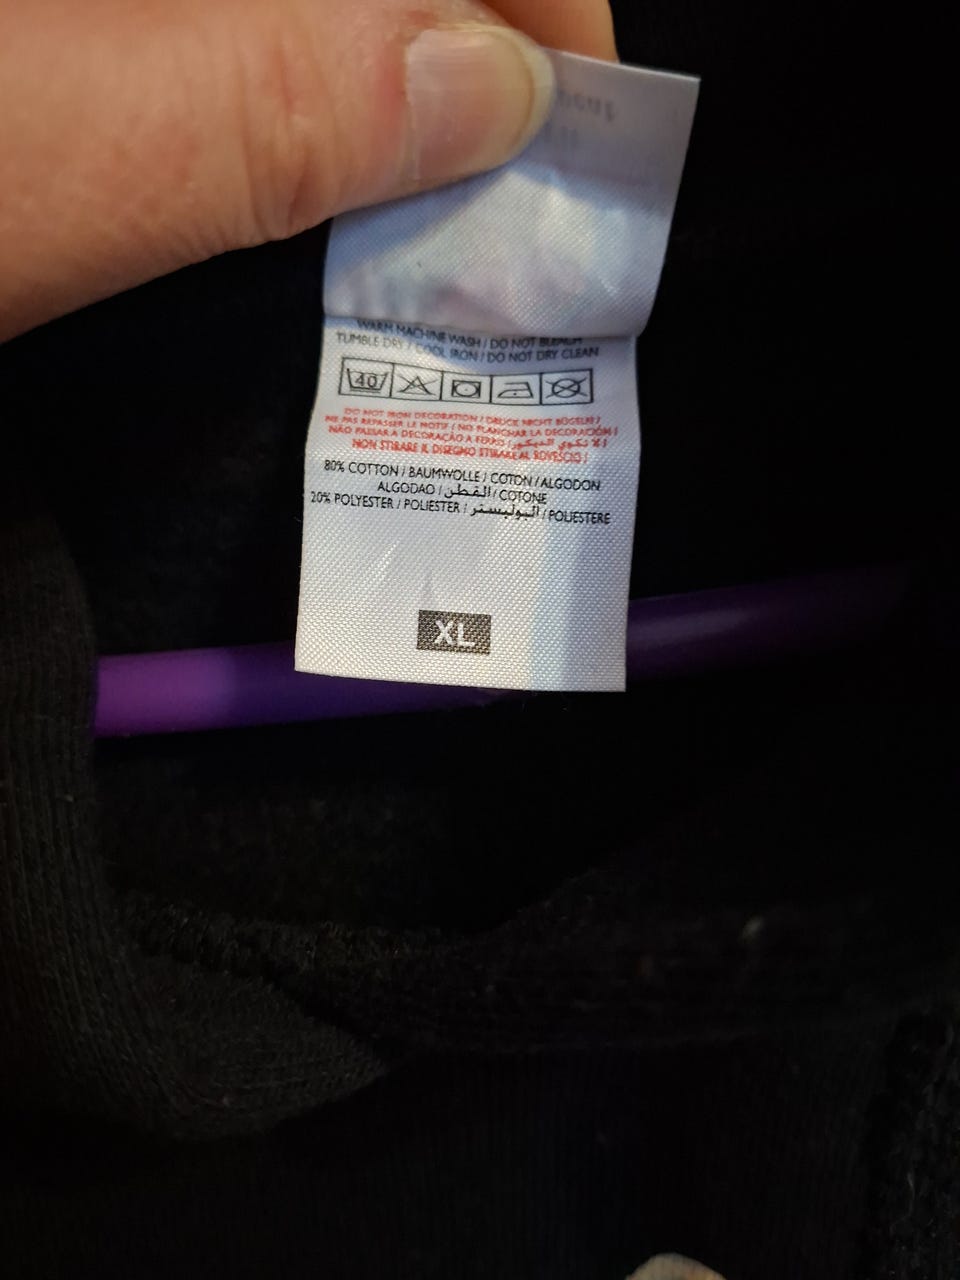 WARM MACHINE WASH / DO NOT BLEACH
TUMBLE DRY / COOL IRON / DO NOT DRY CLEAN
40
DO NOT IRON DECORATION / DRUCK NICHT BÜGELN /
NE PAS REPASSER LE MOTIF / NO PLANCHAR LA DECORACIÓN /
NÃO PASSAR A DECORAÇÃO A FERRO / لا تكوي الديكور /
NON STIRARE IL DISEGNO STIRARE AL ROVESCIO /
80% COTTON / BAUMWOLLE / COTON / ALGODON
ALGODAO / القطن / COTONE
20% POLYESTER / POLIESTER / البوليستر / POLIESTERE
XL